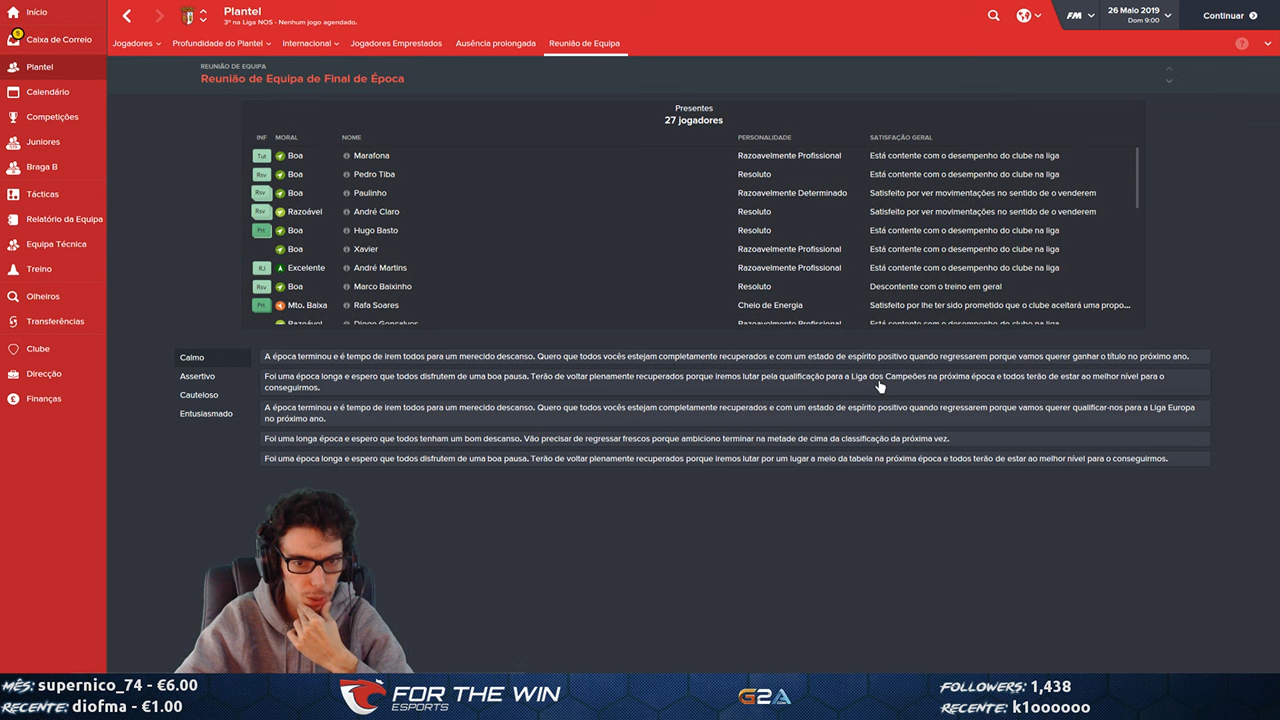 Início
5
Caixa de Correio
Plantel
Calendário
Competições
Juniores
Braga B
Tácticas
Relatório da Equipa
Equipa Técnica
Treino
Olheiros
Transferências
Clube
Direcção
Finanças
Plantel
3º na Liga NOS - Nenhum jogo agendado.
FM
26 Maio 2019
Dom 9:00
Continuar
Jogadores
Profundidade do Plantel
Internacional
Jogadores Emprestados
Ausência prolongada
Reunião de Equipa
?
REUNIÃO DE EQUIPA
Reunião de Equipa de Final de Época
Presentes
27 jogadores
INF MORAL NOME PERSONALIDADE SATISFAÇÃO GERAL
Tut Boa Marafona Razoavelmente Profissional Está contente com o desempenho do clube na liga
Rsv Boa Pedro Tiba Resoluto Está contente com o desempenho do clube na liga
Rsv Boa Paulinho Razoavelmente Determinado Satisfeito por ver movimentações no sentido de o venderem
Rsv Razoável André Claro Resoluto Satisfeito por ver movimentações no sentido de o venderem
Prt Boa Hugo Basto Resoluto Está contente com o desempenho do clube na liga
Boa Xavier Razoavelmente Profissional Está contente com o desempenho do clube na liga
RJ Excelente André Martins Razoavelmente Profissional Está contente com o desempenho do clube na liga
Rsv Boa Marco Baixinho Resoluto Descontente com o treino em geral
Prt Mto. Baixa Rafa Soares Cheio de Energia Satisfeito por lhe ter sido prometido que o clube aceitará uma propo...
Razoável Diogo Gonçalves Razoavelmente Profissional Está contente com o desempenho do clube na liga
Calmo
Assertivo
Cauteloso
Entusiasmado
A época terminou e é tempo de irem todos para um merecido descanso. Quero que todos vocês estejam completamente recuperados e com um estado de espírito positivo quando regressarem porque vamos querer ganhar o título no próximo ano.
Foi uma época longa e espero que todos disfrutem de uma boa pausa. Terão de voltar plenamente recuperados porque iremos lutar pela qualificação para a Liga dos Campeões na próxima época e todos terão de estar ao melhor nível para o
conseguirmos.
A época terminou e é tempo de irem todos para um merecido descanso. Quero que todos vocês estejam completamente recuperados e com um estado de espírito positivo quando regressarem porque vamos querer qualificar-nos para a Liga Europa
no próximo ano.
Foi uma longa época e espero que todos tenham um bom descanso. Vão precisar de regressar frescos porque ambiciono terminar na metade de cima da classificação da próxima vez.
Foi uma época longa e espero que todos disfrutem de uma boa pausa. Terão de voltar plenamente recuperados porque iremos lutar por um lugar a meio da tabela na próxima época e todos terão de estar ao melhor nível para o conseguirmos.
MÊS: supernico_74 - €6.00
RECENTE: diofma - €1.00
FOR THE WIN
ESPORTS
G2A
.COM
FOLLOWERS: 1,438
RECENTE: k1oooooo